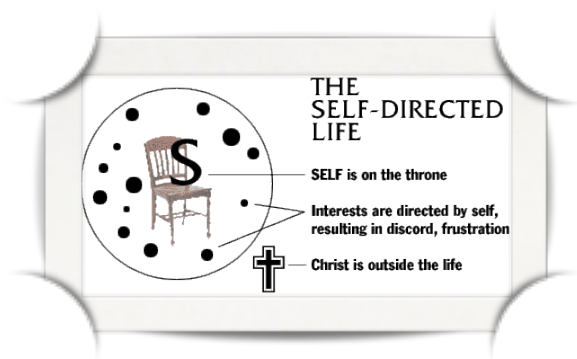 THE
SELF-DIRECTED
LIFE
S
SELF is on the throne
Interests are directed by self,
resulting in discord, frustration
Christ is outside the life